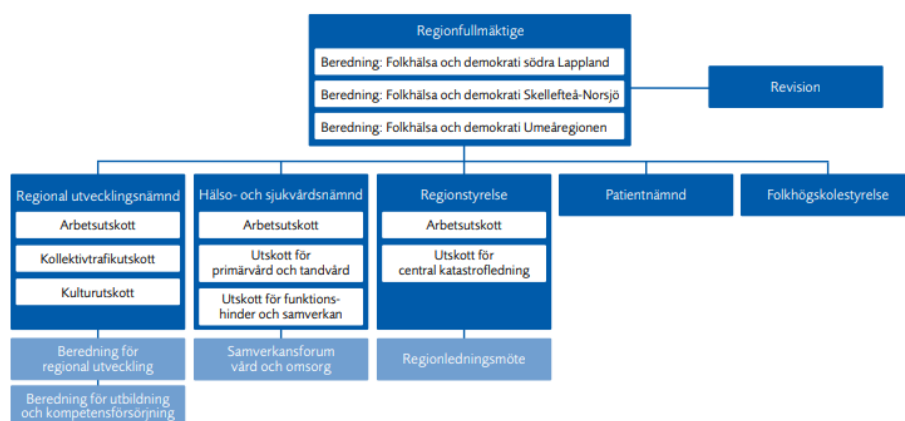 Regionfullmäktige
Beredning: Folkhälsa och demokrati södra Lappland
Beredning: Folkhälsa och demokrati Skellefteå-Norsjö
Beredning: Folkhälsa och demokrati Umeåregionen
Revision
Regional utvecklingsnämnd
Arbetsutskott
Kollektivtrafikutskott
Kulturutskott
Beredning för
regional utveckling
Beredning för utbildning
och kompetensförsörjning
Hälso- och sjukvårdsnämnd
Arbetsutskott
Utskott för
primärvård och tandvård
Utskott för funktions-
hinder och samverkan
Samverkansforum
vård och omsorg
Regionstyrelse
Arbetsutskott
Utskott för
central katastrofledning
Regionledningsmöte
Patientnämnd
Folkhögskolestyrelse